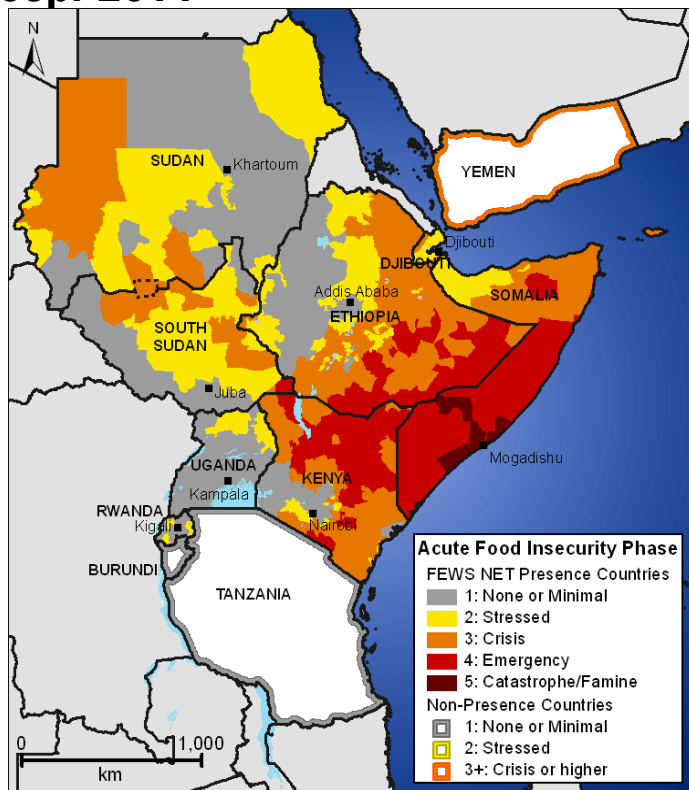 N
SUDAN
Khartoum
YEMEN
Djibouti
DJIBOUTI
Addis Ababa
ETHIOPIA
SOMALIA
SOUTH
SUDAN
Juba
Mogadishu
UGANDA
Kampala
KENYA
RWANDA
Kigali
Nairobi
BURUNDI
TANZANIA
Acute Food Insecurity Phase
FEWS NET Presence Countries
1: None or Minimal
2: Stressed
3: Crisis
4: Emergency
5: Catastrophe/Famine
Non-Presence Countries
1: None or Minimal
2: Stressed
3+: Crisis or higher
0 1,000
km